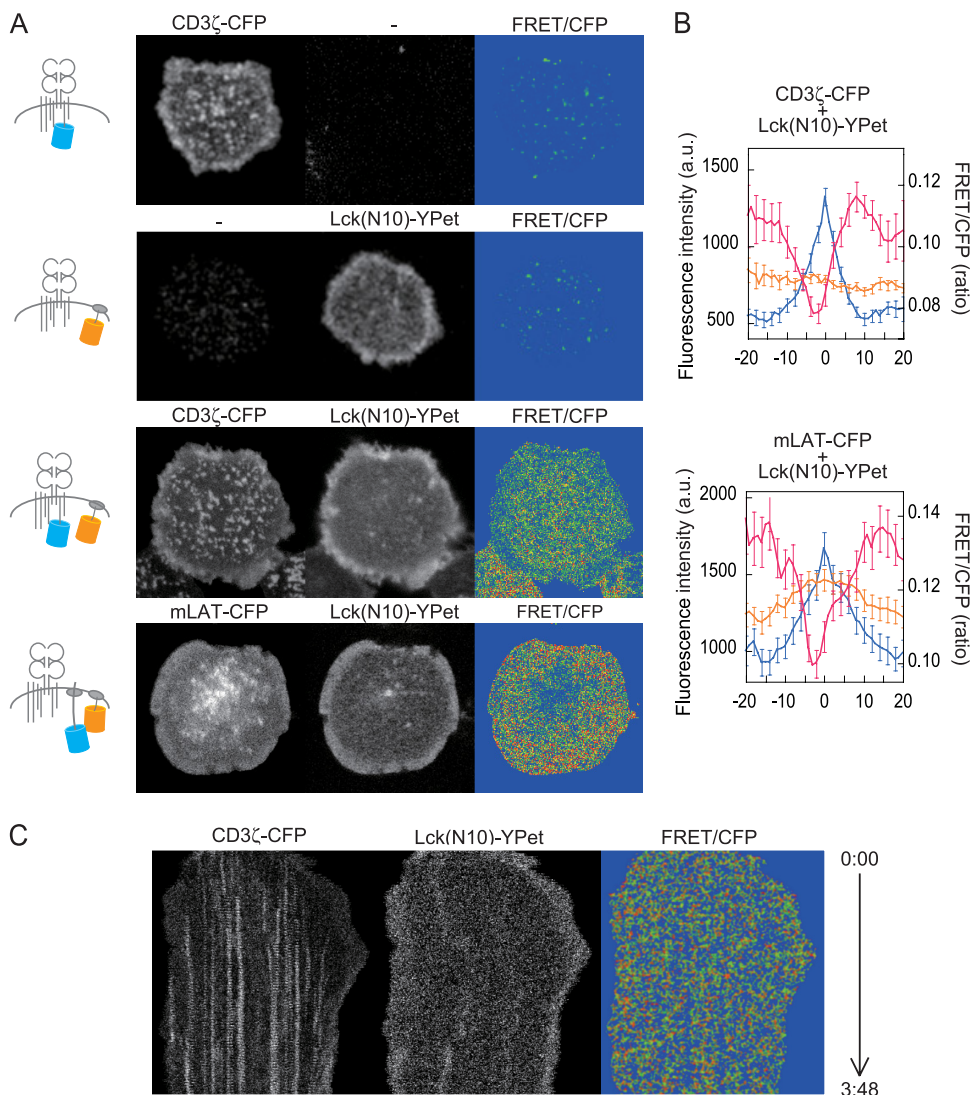 A
CD3ζ-CFP - FRET/CFP
- Lck(N10)-YPet FRET/CFP
CD3ζ-CFP Lck(N10)-YPet FRET/CFP
mLAT-CFP Lck(N10)-YPet FRET/CFP
B
CD3ζ-CFP
+
Lck(N10)-YPet
Fluorescence intensity (a.u.)
1500
1000
500
-20 -10 0 10 20
0.12
0.10
0.08
FRET/CFP
(ratio)
mLAT-CFP
+
Lck(N10)-YPet
Fluorescence intensity (a.u.)
2000
1500
1000
-20 -10 0 10 20
0.14
0.12
0.10
FRET/CFP
(ratio)
C
CD3ζ-CFP Lck(N10)-YPet FRET/CFP
0:00
3:48